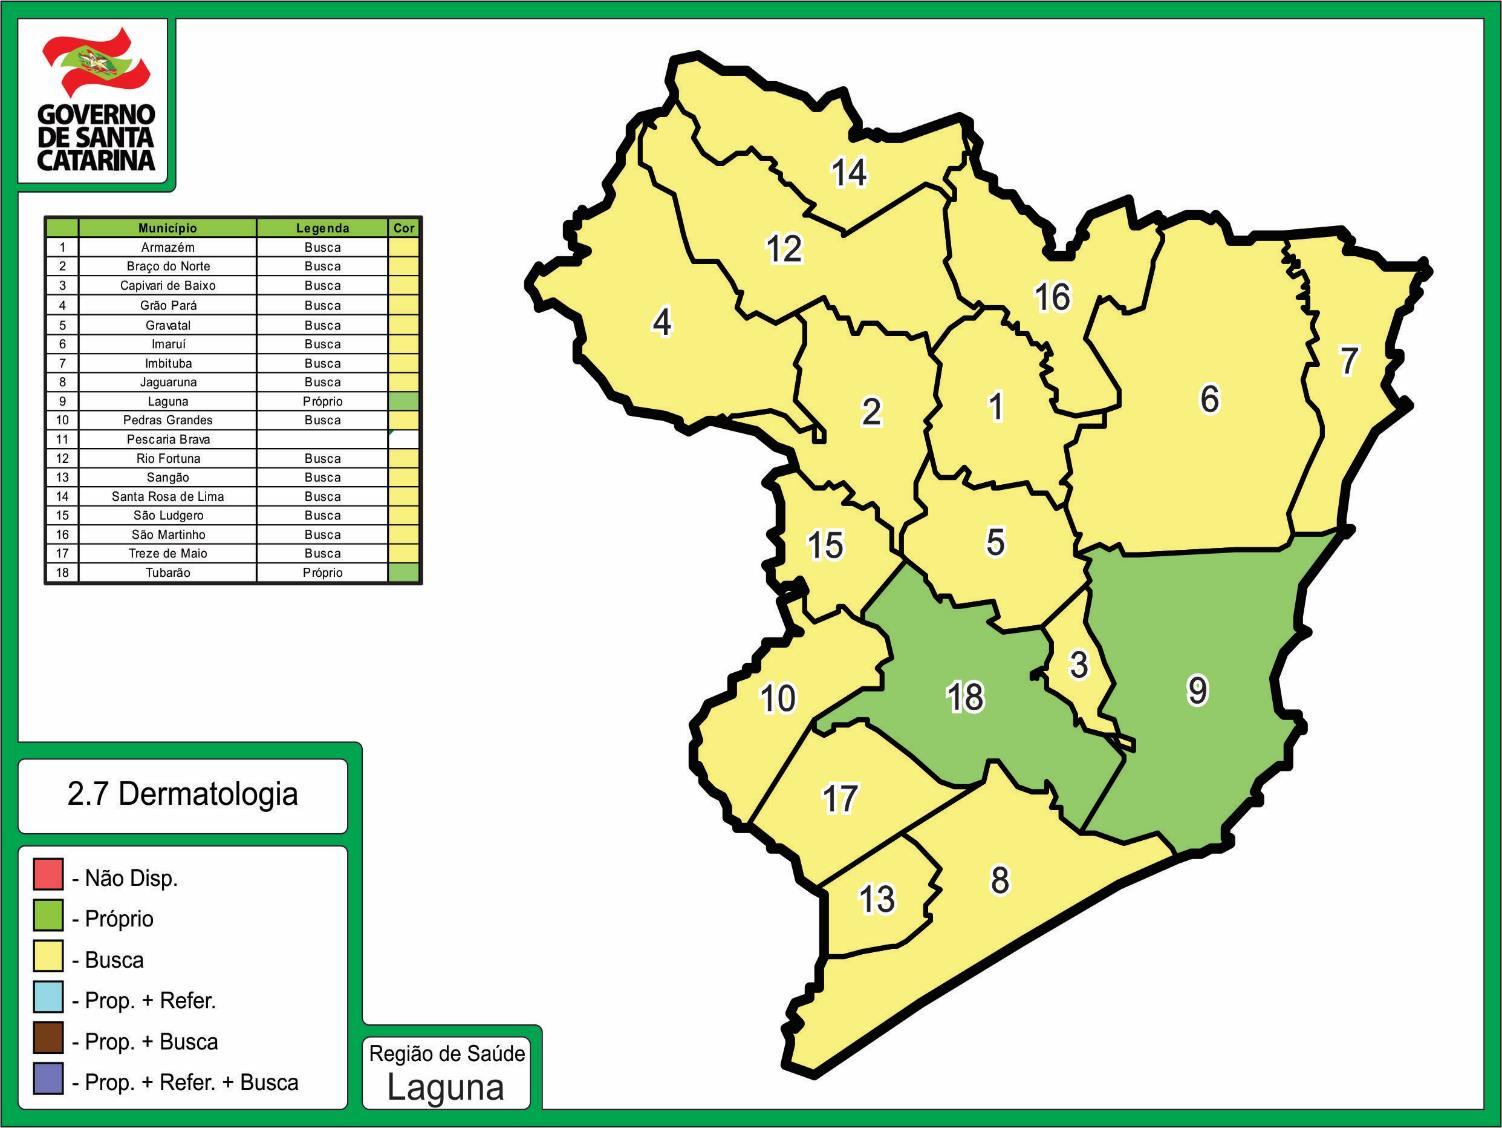 GOVERNO
DE SANTA
CATARINA
Município Legenda Cor
1 Armazém Busca
2 Braço do Norte Busca
3 Capivari de Baixo Busca
4 Grão Pará Busca
5 Gravatal Busca
6 Imaruí Busca
7 Imbituba Busca
8 Jaguaruna Busca
9 Laguna Próprio
10 Pedras Grandes Busca
11 Pescaria Brava
12 Rio Fortuna Busca
13 Sangão Busca
14 Santa Rosa de Lima Busca
15 São Ludgero Busca
16 São Martinho Busca
17 Treze de Maio Busca
18 Tubarão Próprio
14
12
16
4
7
6
2
1
15
5
3
10
18
9
17
8
13
2.7 Dermatologia
- Não Disp.
- Próprio
- Busca
- Prop. + Refer.
- Prop. + Busca
- Prop. + Refer. + Busca
Região de Saúde
Laguna